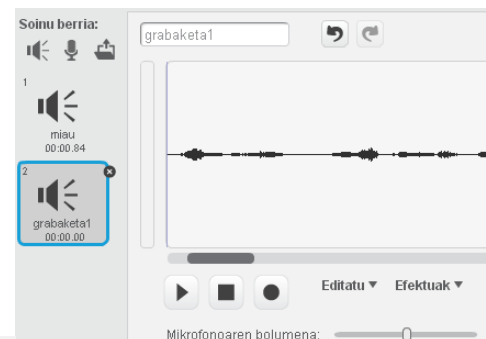 Soinu berria:
grabaketa1
1
miau
00:00.84
2
grabaketa1
00:00.00
Editatu ▼ Efektuak ▼
Mikrofonoaren bolumena: